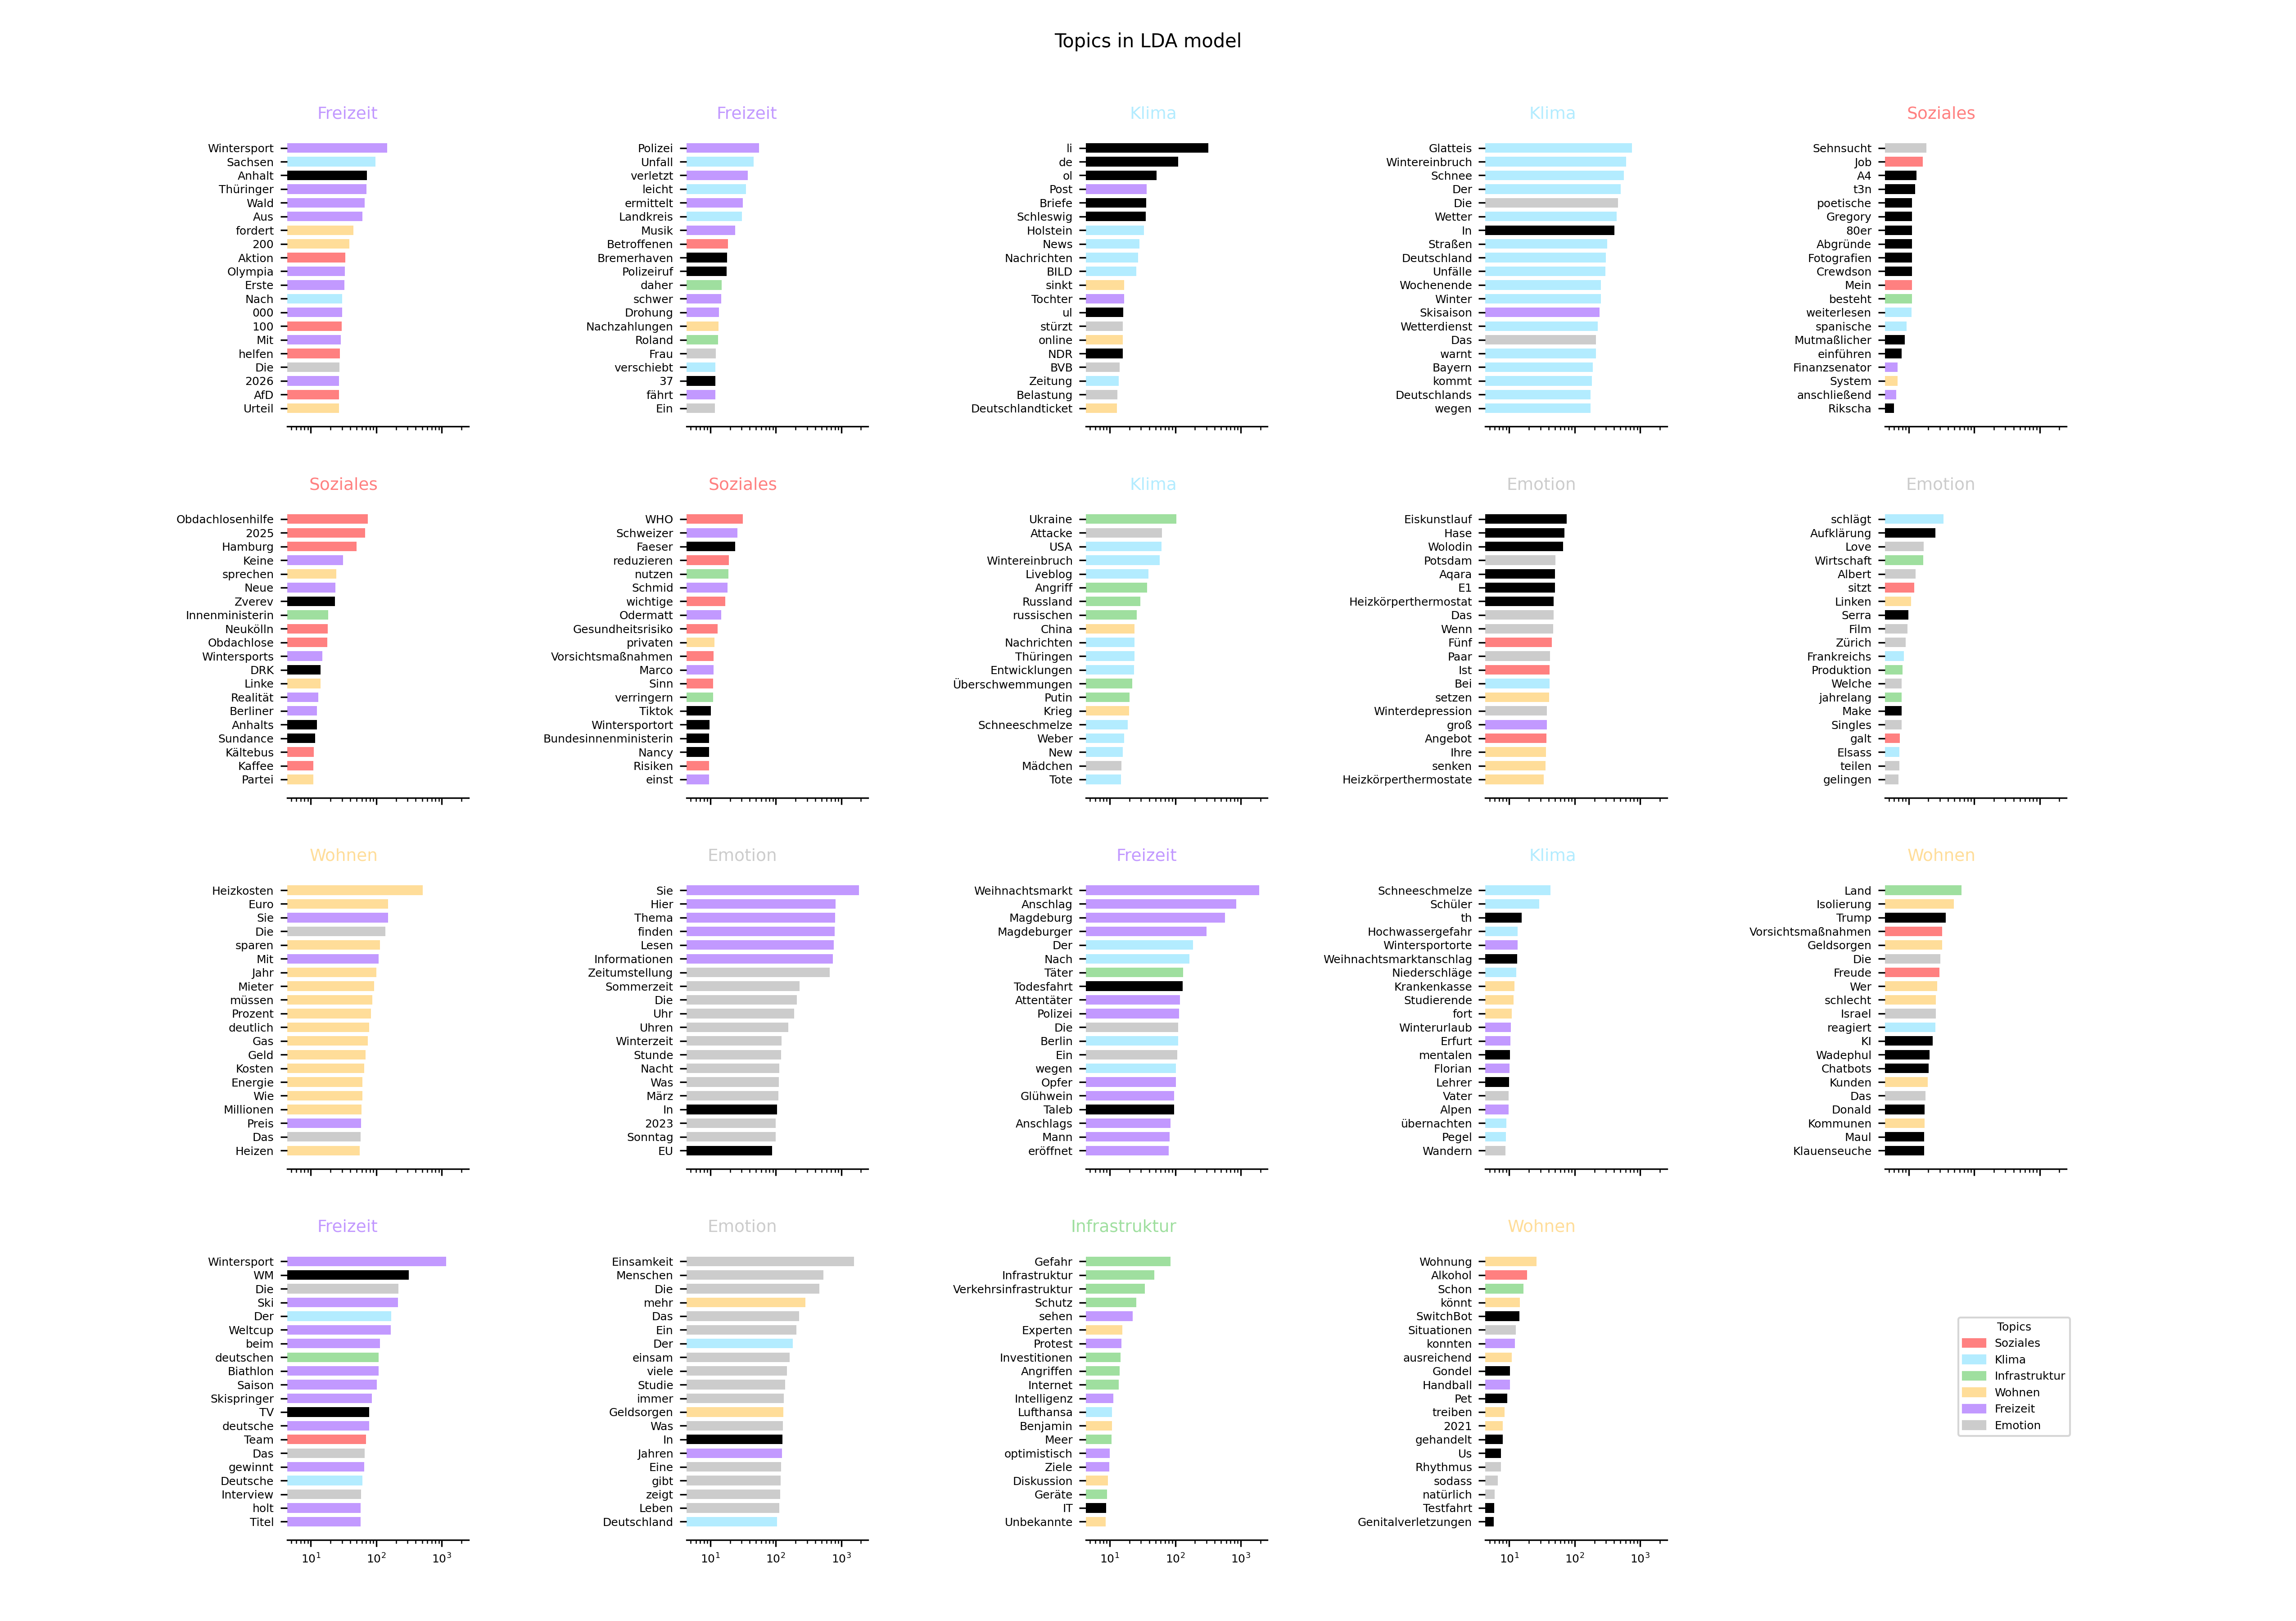 Topics in LDA model
Freizeit
Wintersport
Sachsen
Anhalt
Thüringer
Wald
Aus
fordert
200
Aktion
Olympia
Erste
Nach
000
100
Mit
helfen
Die
2026
AfD
Urteil
Freizeit
Polizei
Unfall
verletzt
leicht
ermittelt
Landkreis
Musik
Betroffenen
Bremerhaven
Polizeiruf
daher
schwer
Drohung
Nachzahlungen
Roland
Frau
verschiebt
37
fährt
Ein
Klima
li
de
ol
Post
Briefe
Schleswig
Holstein
News
Nachrichten
BILD
sinkt
Tochter
ul
stürzt
online
NDR
BVB
Zeitung
Belastung
Deutschlandticket
Klima
Glatteis
Wintereinbruch
Schnee
Der
Die
Wetter
In
Straßen
Deutschland
Unfälle
Wochenende
Winter
Skisaison
Wetterdienst
Das
warnt
Bayern
kommt
Deutschlands
wegen
Soziales
Sehnsucht
Job
A4
t3n
poetische
Gregory
80er
Abgründe
Fotografien
Crewdson
Mein
besteht
weiterlesen
spanische
Mutmaßlicher
einführen
Finanzsenator
System
anschließend
Rikscha
Soziales
Obdachlosenhilfe
2025
Hamburg
Keine
sprechen
Neue
Zverev
Innenministerin
Neukölln
Obdachlose
Wintersports
DRK
Linke
Realität
Berliner
Anhalts
Sundance
Kältebus
Kaffee
Partei
Soziales
WHO
Schweizer
Faeser
reduzieren
nutzen
Schmid
wichtige
Odermatt
Gesundheitsrisiko
privaten
Vorsichtsmaßnahmen
Marco
Sinn
verringern
Tiktok
Wintersportort
Bundesinnenministerin
Nancy
Risiken
einst
Klima
Ukraine
Attacke
USA
Wintereinbruch
Liveblog
Angriff
Russland
russischen
China
Nachrichten
Thüringen
Entwicklungen
Überschwemmungen
Putin
Krieg
Schneeschmelze
Weber
New
Mädchen
Tote
Emotion
Eiskunstlauf
Hase
Wolodin
Potsdam
Aqara
E1
Heizkörperthermostat
Das
Wenn
Fünf
Paar
Ist
Bei
setzen
Winterdepression
groß
Angebot
Ihre
senken
Heizkörperthermostate
Emotion
schlägt
Aufklärung
Love
Wirtschaft
Albert
sitzt
Linken
Serra
Film
Zürich
Frankreichs
Produktion
Welche
jahrelang
Make
Singles
galt
Elsass
teilen
gelingen
Wohnen
Heizkosten
Euro
Sie
Die
sparen
Mit
Jahr
Mieter
müssen
Prozent
deutlich
Gas
Geld
Kosten
Energie
Wie
Millionen
Preis
Das
Heizen
Emotion
Sie
Hier
Thema
finden
Lesen
Informationen
Zeitumstellung
Sommerzeit
Die
Uhr
Uhren
Winterzeit
Stunde
Nacht
Was
März
In
2023
Sonntag
EU
Freizeit
Weihnachtsmarkt
Anschlag
Magdeburg
Magdeburger
Der
Nach
Täter
Todesfahrt
Attentäter
Polizei
Die
Berlin
Ein
wegen
Opfer
Glühwein
Taleb
Anschlags
Mann
eröffnet
Klima
Schneeschmelze
Schüler
th
Hochwassergefahr
Wintersportorte
Weihnachtsmarktanschlag
Niederschläge
Krankenkasse
Studierende
fort
Winterurlaub
Erfurt
mentalen
Florian
Lehrer
Vater
Alpen
übernachten
Pegel
Wandern
Wohnen
Land
Isolierung
Trump
Vorsichtsmaßnahmen
Geldsorgen
Die
Freude
Wer
schlecht
Israel
reagiert
KI
Wadephul
Chatbots
Kunden
Das
Donald
Kommunen
Maul
Klauenseuche
Freizeit
Wintersport
WM
Die
Ski
Der
Weltcup
beim
deutschen
Biathlon
Saison
Skispringer
TV
deutsche
Team
Das
gewinnt
Deutsche
Interview
holt
Titel
10¹ 10² 10³
Emotion
Einsamkeit
Menschen
Die
mehr
Das
Ein
Der
einsam
viele
Studie
immer
Geldsorgen
Was
In
Jahren
Eine
gibt
zeigt
Leben
Deutschland
10¹ 10² 10³
Infrastruktur
Gefahr
Infrastruktur
Verkehrsinfrastruktur
Schutz
sehen
Experten
Protest
Investitionen
Angriffen
Internet
Intelligenz
Lufthansa
Benjamin
Meer
optimistisch
Ziele
Diskussion
Geräte
IT
Unbekannte
10¹ 10² 10³
Wohnen
Wohnung
Alkohol
Schon
könnt
SwitchBot
Situationen
konnten
ausreichend
Gondel
Handball
Pet
treiben
2021
gehandelt
Us
Rhythmus
sodass
natürlich
Testfahrt
Genitalverletzungen
10¹ 10² 10³
Topics
Soziales
Klima
Infrastruktur
Wohnen
Freizeit
Emotion